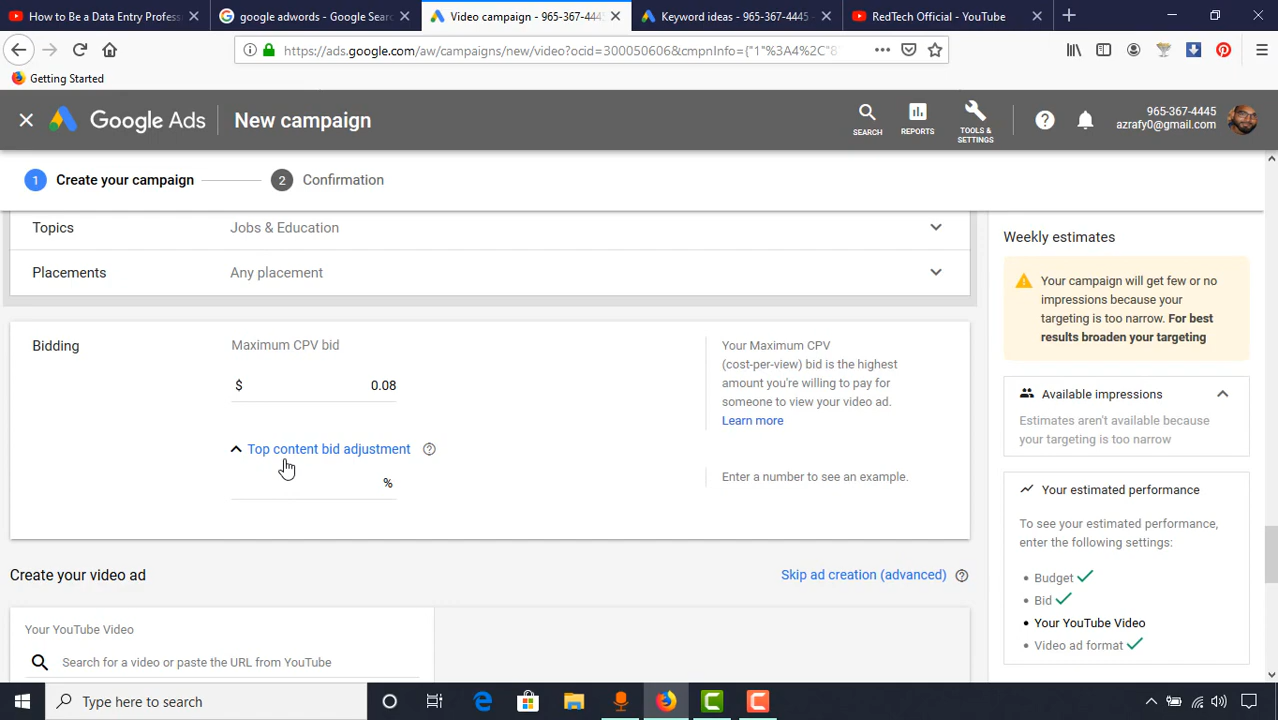 How to Be a Data Entry Profess
google adwords - Google Sear
Video campaign - 965-367-444
Keyword ideas - 965-367-4445 -
RedTech Official - YouTube
https://ads.google.com/aw/campaigns/new/video?ocid=300050606&cmpnInfo={"1"%3A4%2C"8"
Getting Started
Google Ads
New campaign
SEARCH
REPORTS
TOOLS &
SETTINGS
965-367-4445
azrafy0@gmail.com
1 Create your campaign
2 Confirmation
Topics Jobs & Education
Placements Any placement
Bidding
Maximum CPV bid
$ 0.08
Top content bid adjustment
%
Your Maximum CPV
(cost-per-view) bid is the highest
amount you're willing to pay for
someone to view your video ad.
Learn more
Enter a number to see an example.
Create your video ad
Skip ad creation (advanced)
Your YouTube Video
Search for a video or paste the URL from YouTube
Weekly estimates
Your campaign will get few or no
impressions because your
targeting is too narrow. For best
results broaden your targeting
Available impressions
Estimates aren't available because
your targeting is too narrow
Your estimated performance
To see your estimated performance,
enter the following settings:
• Budget
• Bid
• Your YouTube Video
• Video ad format
Type here to search